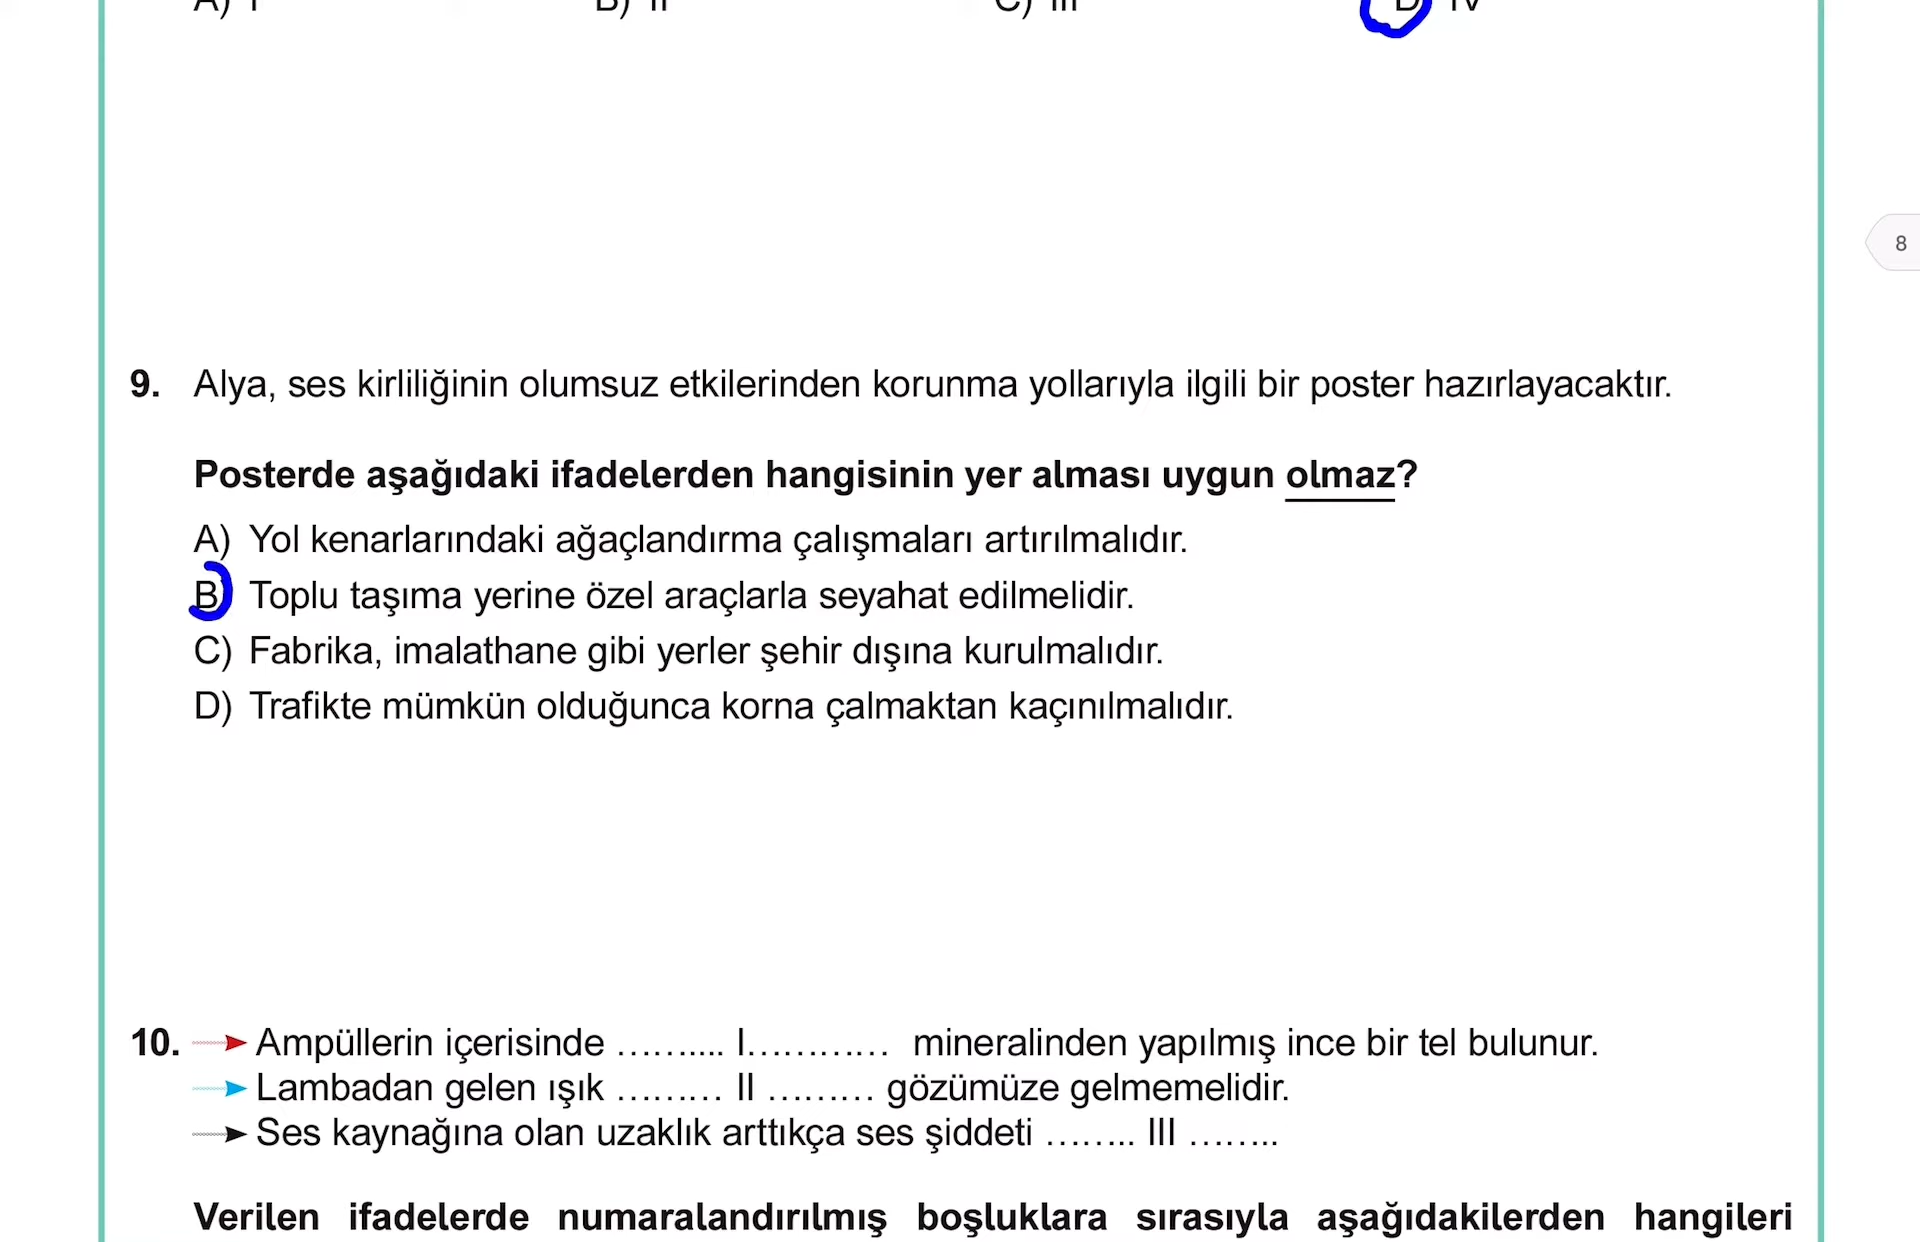 A) I B) II C) III D) IV
8
9. Alya, ses kirliliğinin olumsuz etkilerinden korunma yollarıyla ilgili bir poster hazırlayacaktır.
Posterde aşağıdaki ifadelerden hangisinin yer alması uygun olmaz?
A) Yol kenarlarındaki ağaçlandırma çalışmaları artırılmalıdır.
B) Toplu taşıma yerine özel araçlarla seyahat edilmelidir.
C) Fabrika, imalathane gibi yerler şehir dışına kurulmalıdır.
D) Trafikte mümkün olduğunca korna çalmaktan kaçınılmalıdır.
10. Ampüllerin içerisinde …….... I………… mineralinden yapılmış ince bir tel bulunur.
Lambadan gelen ışık ……… II ……… gözümüze gelmemelidir.
Ses kaynağına olan uzaklık arttıkça ses şiddeti …….. III ……..
Verilen ifadelerde numaralandırılmış boşluklara sırasıyla aşağıdakilerden hangileri